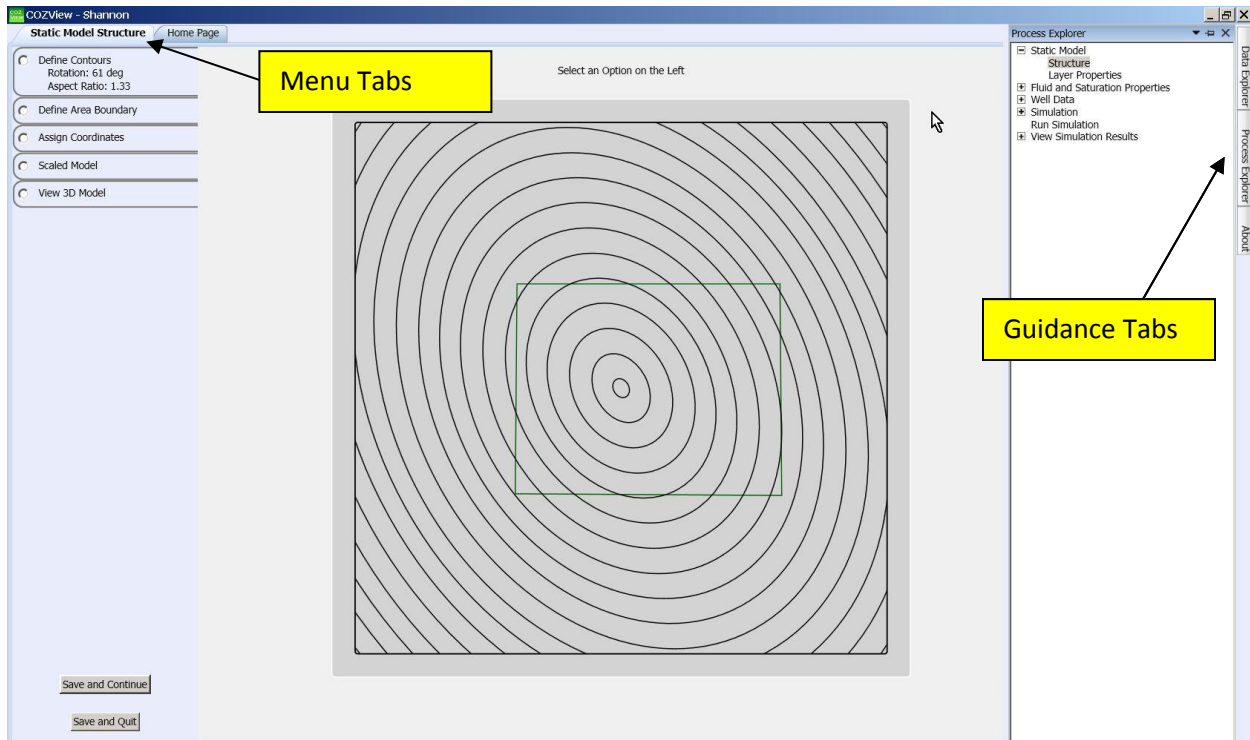 COZ
View
COZView - Shannon
Static Model Structure
Home Page
Define Contours
Rotation: 61 deg
Aspect Ratio: 1.33
Define Area Boundary
Assign Coordinates
Scaled Model
View 3D Model
Save and Continue
Save and Quit
Menu Tabs
Select an Option on the Left
Process Explorer
Static Model
Structure
Layer Properties
Fluid and Saturation Properties
Well Data
Simulation
Run Simulation
View Simulation Results
Guidance Tabs
Data Explorer
Process Explorer
About